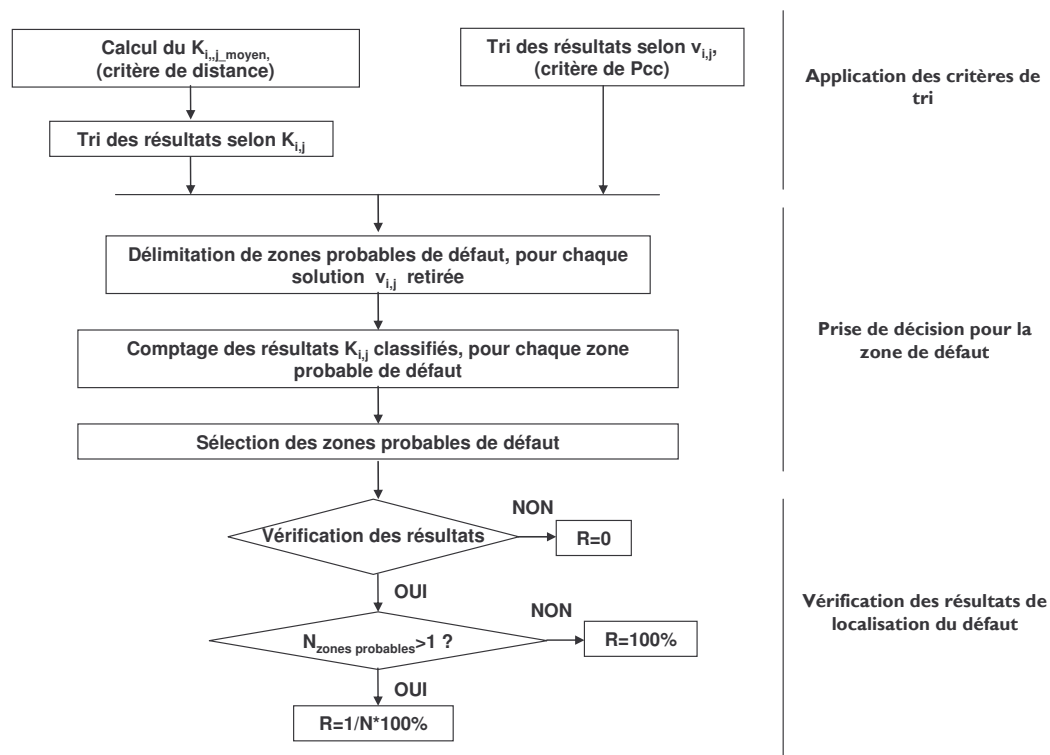 Calcul du K_{i,,j_moyen,}
(critère de distance)
Tri des résultats selon v_{i,j},
(critère de Pcc)
Application des critères de
tri
Tri des résultats selon K_{i,j}
Délimitation de zones probables de défaut, pour chaque
solution v_{i,j} retirée
Prise de décision pour la
zone de défaut
Comptage des résultats K_{i,j} classifiés, pour chaque zone
probable de défaut
Sélection des zones probables de défaut
Vérification des résultats
NON
R=0
OUI
Vérification des résultats de
localisation du défaut
N_{zones probables}>1 ?
NON
R=100%
OUI
R=1/N*100%